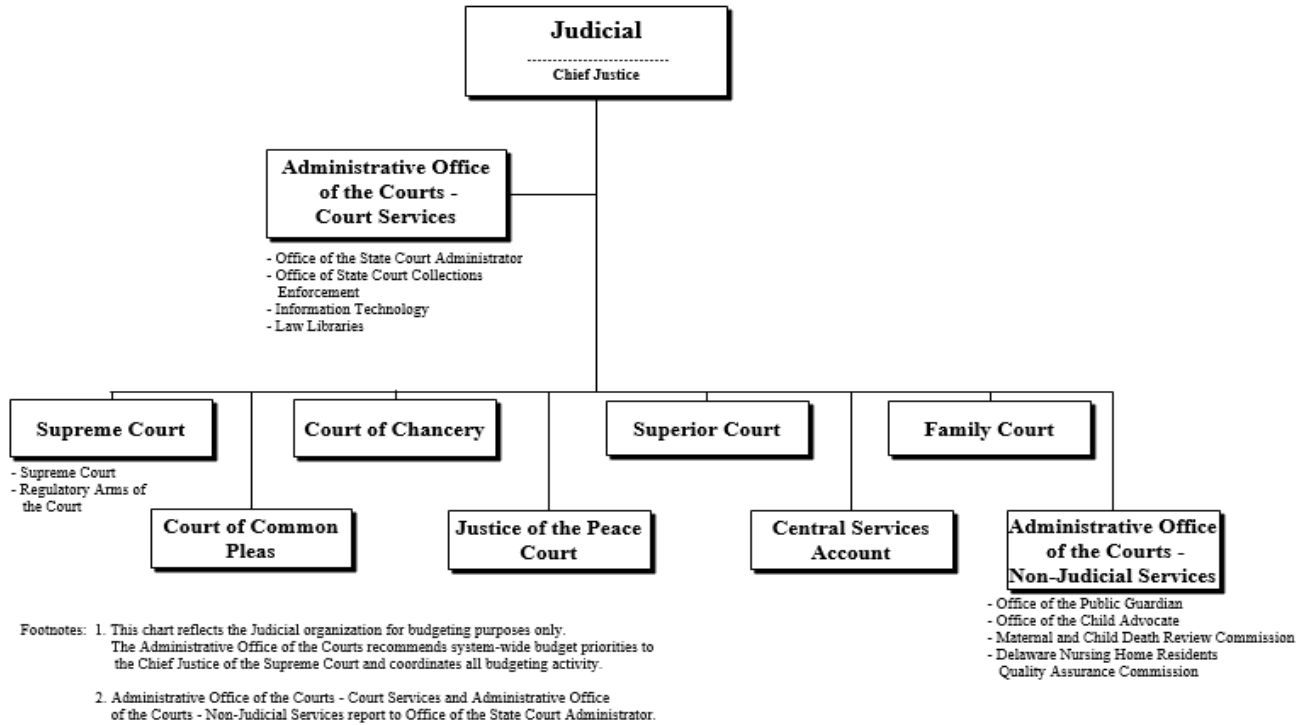 Judicial
Chief Justice
Administrative Office
of the Courts -
Court Services
- Office of the State Court Administrator
- Office of State Court Collections
Enforcement
- Information Technology
- Law Libraries
Supreme Court
- Supreme Court
- Regulatory Arms of
the Court
Court of Chancery
Superior Court
Family Court
Court of Common
Pleas
Justice of the Peace
Court
Central Services
Account
Administrative Office
of the Courts -
Non-Judicial Services
- Office of the Public Guardian
- Office of the Child Advocate
- Maternal and Child Death Review Commission
- Delaware Nursing Home Residents
Quality Assurance Commission
Footnotes: 1. This chart reflects the Judicial organization for budgeting purposes only.
The Administrative Office of the Courts recommends system-wide budget priorities to
the Chief Justice of the Supreme Court and coordinates all budgeting activity.
2. Administrative Office of the Courts - Court Services and Administrative Office
of the Courts - Non-Judicial Services report to Office of the State Court Administrator.